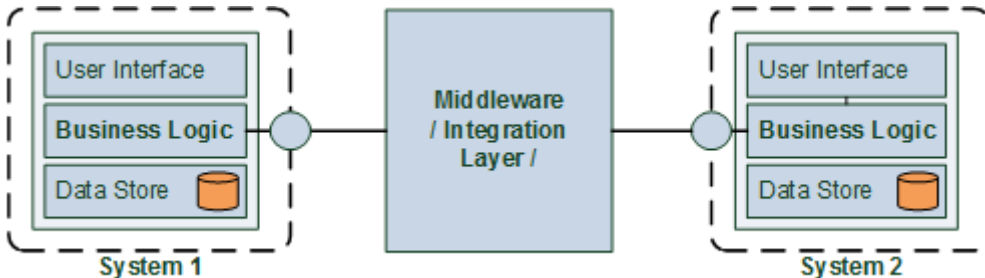 User Interface
Business Logic
Data Store
System 1
Middleware
/ Integration
Layer /
User Interface
Business Logic
Data Store
System 2